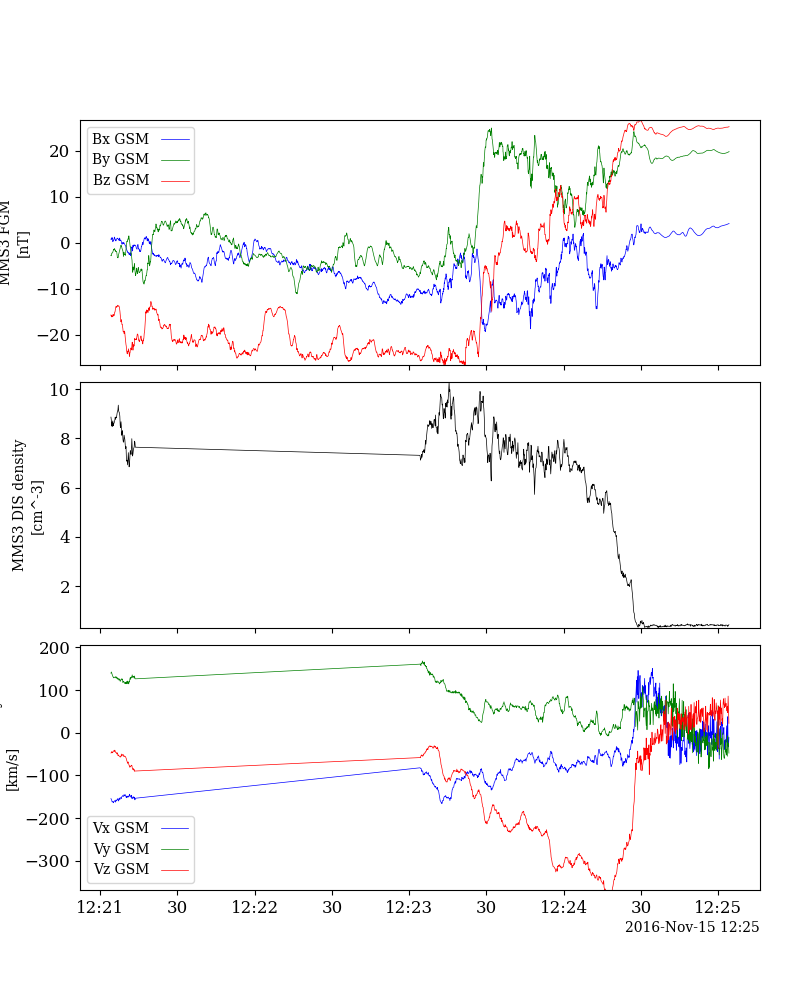 20
10
0
−10
−20
MMS3 FGM
[nT]
Bx GSM
By GSM
Bz GSM
10
8
6
4
2
MMS3 DIS density
[cm^-3]
200
100
0
−100
−200
−300
[km/s]
Vx GSM
Vy GSM
Vz GSM
12:21 30 12:22 30 12:23 30 12:24 30 12:25
2016-Nov-15 12:25